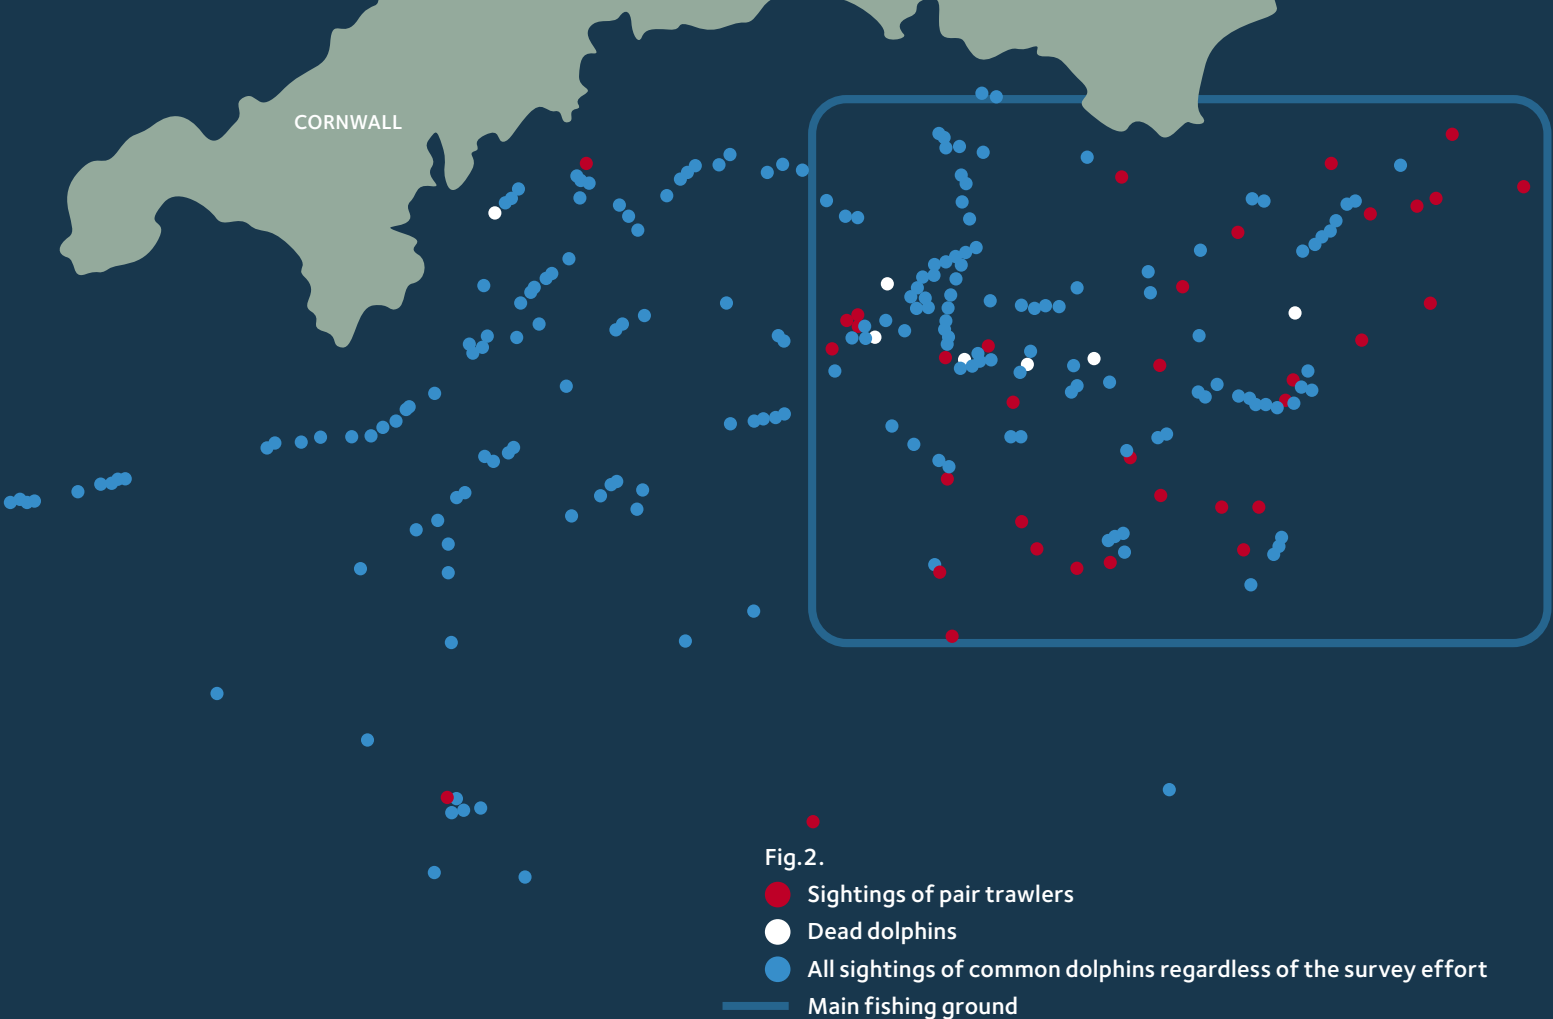 CORNWALL
Fig.2.
Sightings of pair trawlers
Dead dolphins
All sightings of common dolphins regardless of the survey effort
Main fishing ground